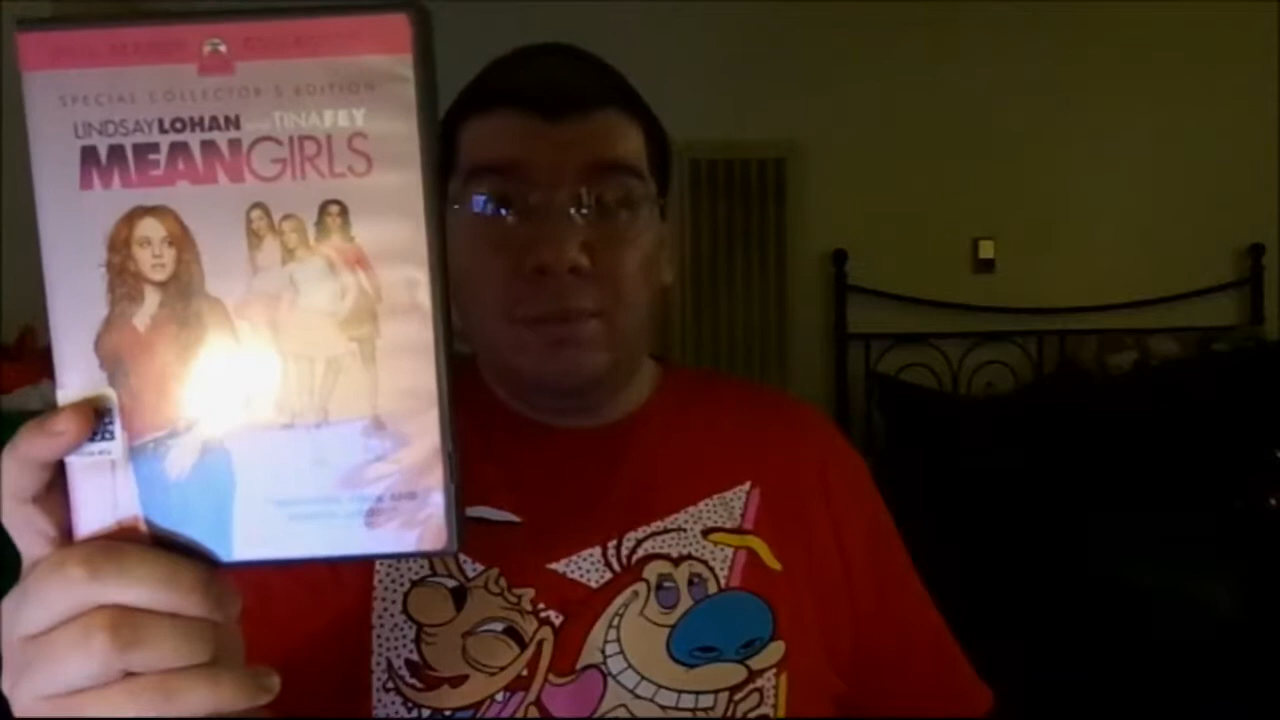 SPECIAL COLLECTOR'S EDITION
LINDSAY LOHAN TINA FEY
MEAN GIRLS